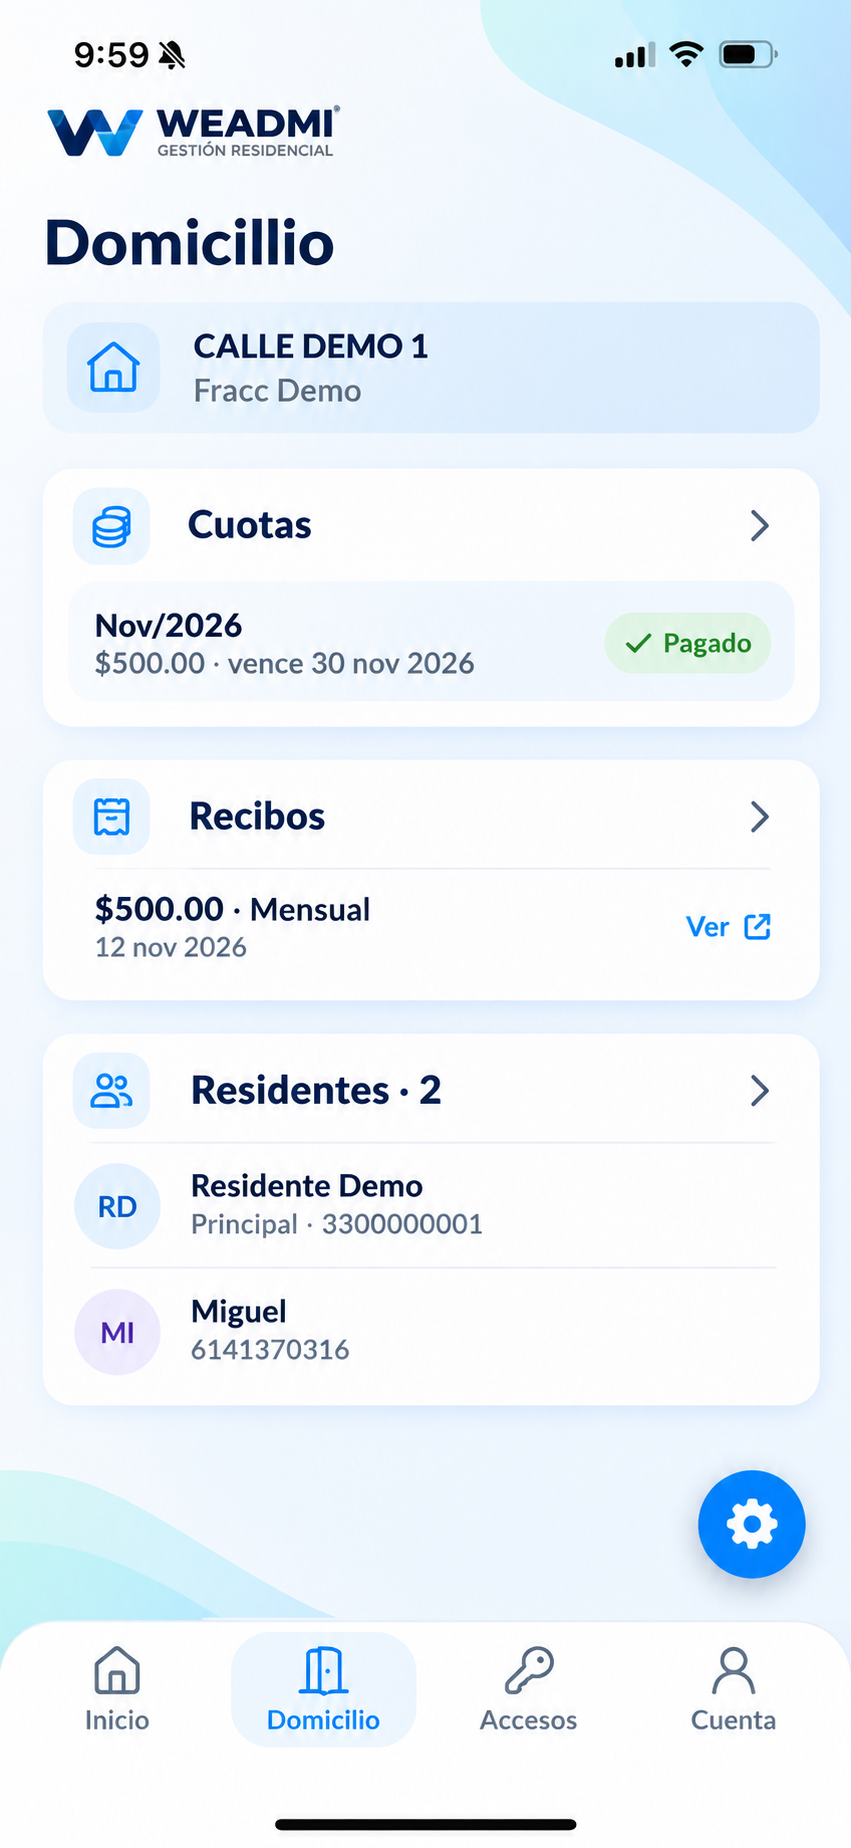 9:59
WEADMI®
GESTIÓN RESIDENCIAL
Domicillio
CALLE DEMO 1
Fracc Demo
Cuotas
Nov/2026
$500.00 · vence 30 nov 2026
Pagado
Recibos
$500.00 · Mensual
12 nov 2026
Ver
Residentes · 2
RD
Residente Demo
Principal · 3300000001
MI
Miguel
6141370316
Inicio
Domicilio
Accesos
Cuenta